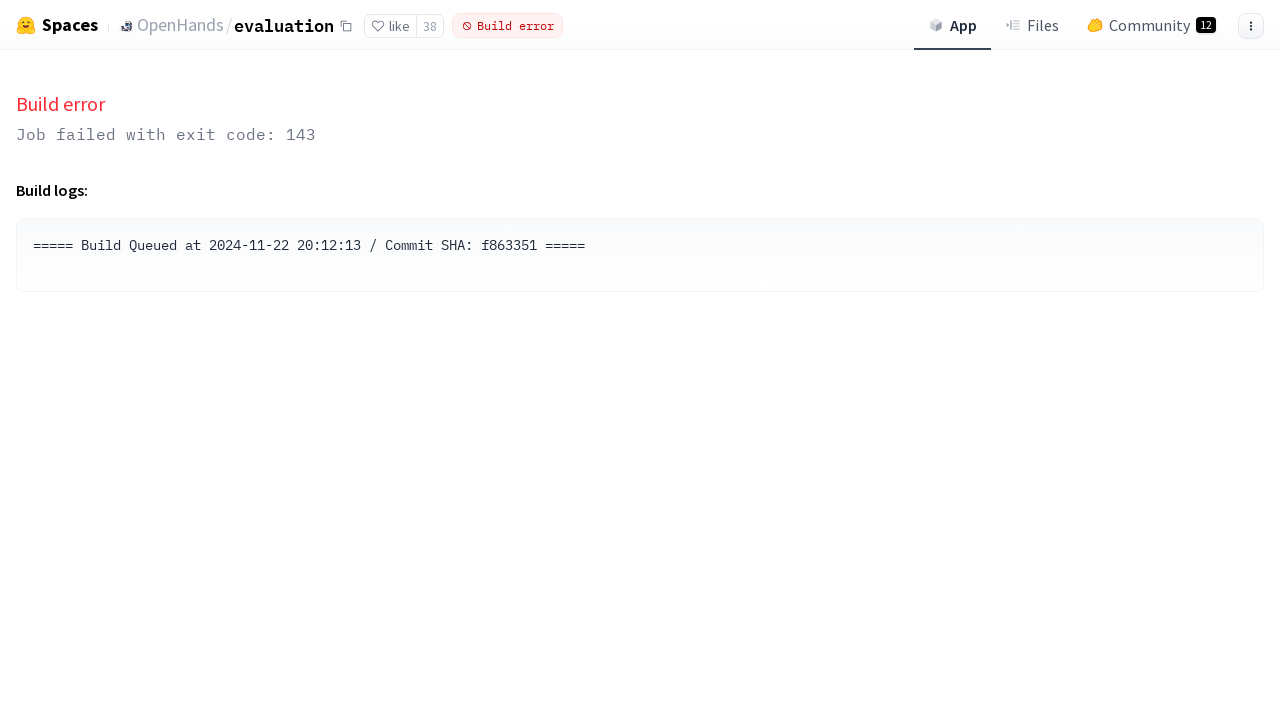 Spaces OpenHands / evaluation like 38 Build error App Files Community 12
Build error
Job failed with exit code: 143
Build logs:
===== Build Queued at 2024-11-22 20:12:13 / Commit SHA: f863351 =====